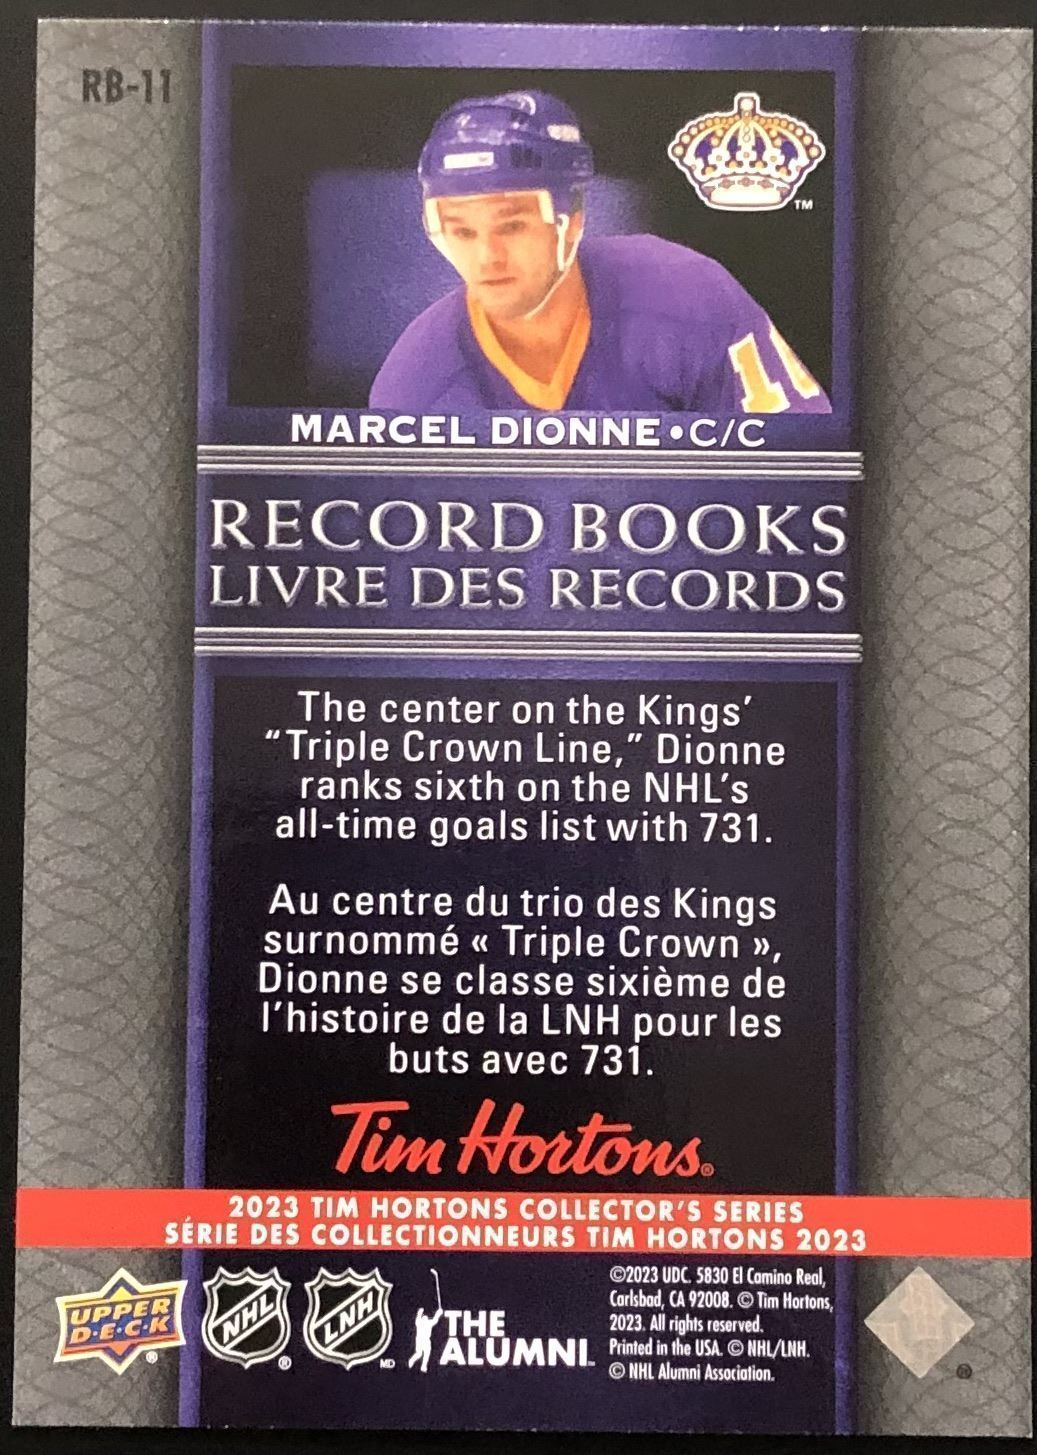 RB-11
TM
MARCEL DIONNE • C/C
RECORD BOOKS
LIVRE DES RECORDS
The center on the Kings’
“Triple Crown Line,” Dionne
ranks sixth on the NHL’s
all-time goals list with 731.
Au centre du trio des Kings
surnommé « Triple Crown »,
Dionne se classe sixième de
l’histoire de la LNH pour les
buts avec 731.
Tim Hortons®
2023 TIM HORTONS COLLECTOR’S SERIES
SÉRIE DES COLLECTIONNEURS TIM HORTONS 2023
UPPER
D•E•C•K
®
NHL
®
LNH
MD
THE
ALUMNI
©2023 UDC. 5830 El Camino Real,
Carlsbad, CA 92008. © Tim Hortons,
2023. All rights reserved.
Printed in the USA. © NHL/LNH.
© NHL Alumni Association.